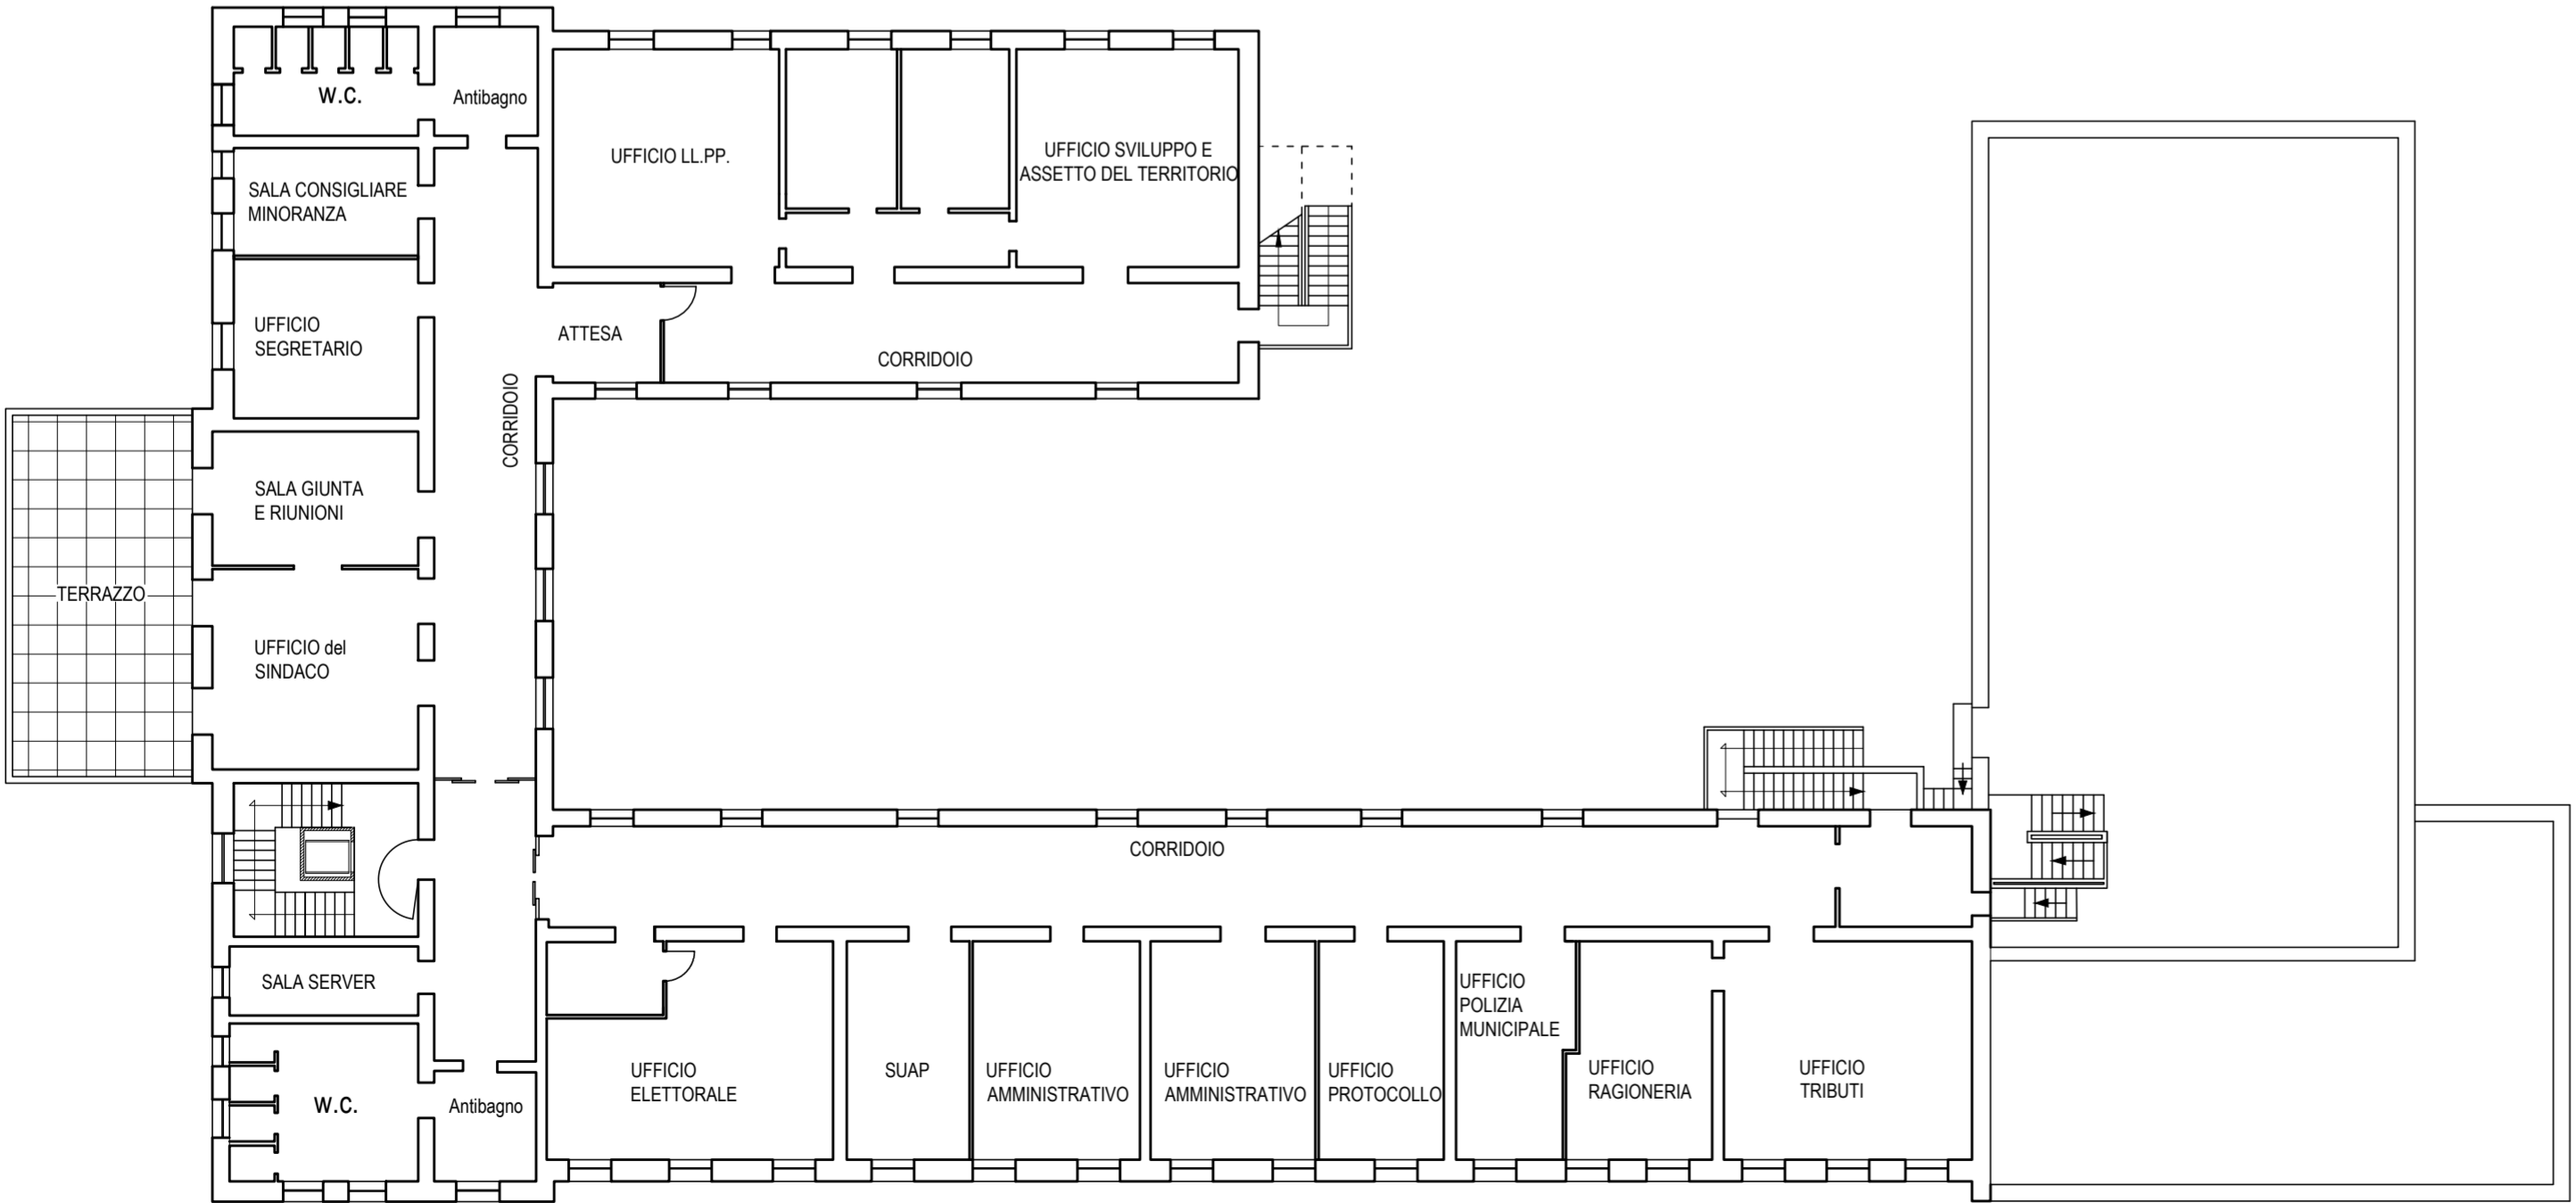 W.C.
Antibagno
UFFICIO LL.PP.
UFFICIO SVILUPPO E
ASSETTO DEL TERRITORIO
SALA CONSIGLIARE
MINORANZA
UFFICIO
SEGRETARIO
ATTESA
CORRIDOIO
CORRIDOIO
SALA GIUNTA
E RIUNIONI
TERRAZZO
UFFICIO del
SINDACO
CORRIDOIO
SALA SERVER
W.C.
Antibagno
UFFICIO
ELETTORALE
SUAP
UFFICIO
AMMINISTRATIVO
UFFICIO
AMMINISTRATIVO
UFFICIO
PROTOCOLLO
UFFICIO
POLIZIA
MUNICIPALE
UFFICIO
RAGIONERIA
UFFICIO
TRIBUTI